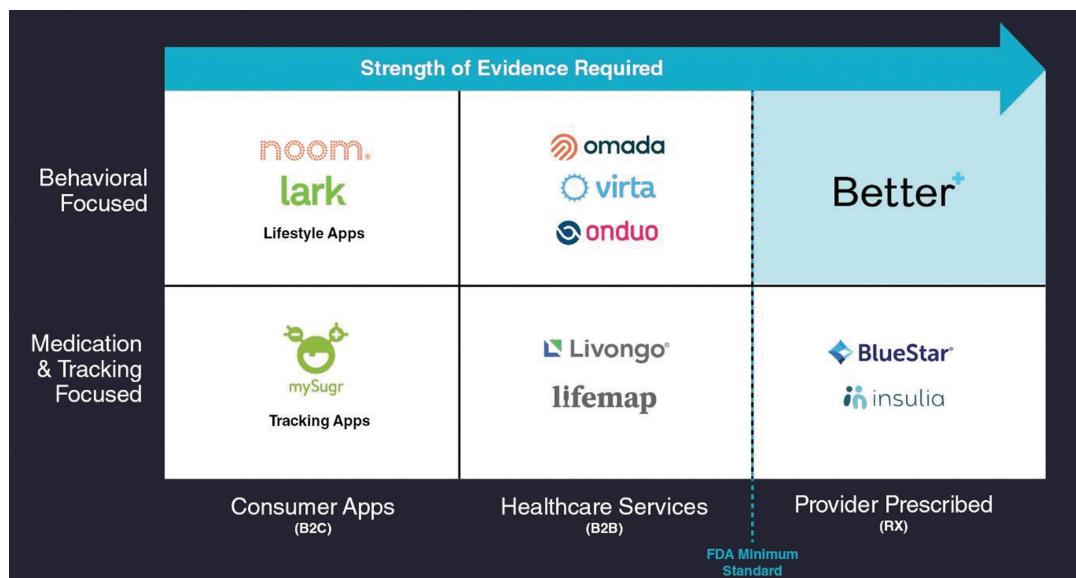 Strength of Evidence Required
Behavioral
Focused
noom®
lark
Lifestyle Apps
omada
virta
onduo
Better+
Medication
& Tracking
Focused
mySugr
Tracking Apps
Livongo®
lifemap
BlueStar®
insulia
Consumer Apps
(B2C)
Healthcare Services
(B2B)
Provider Prescribed
(RX)
FDA Minimum
Standard